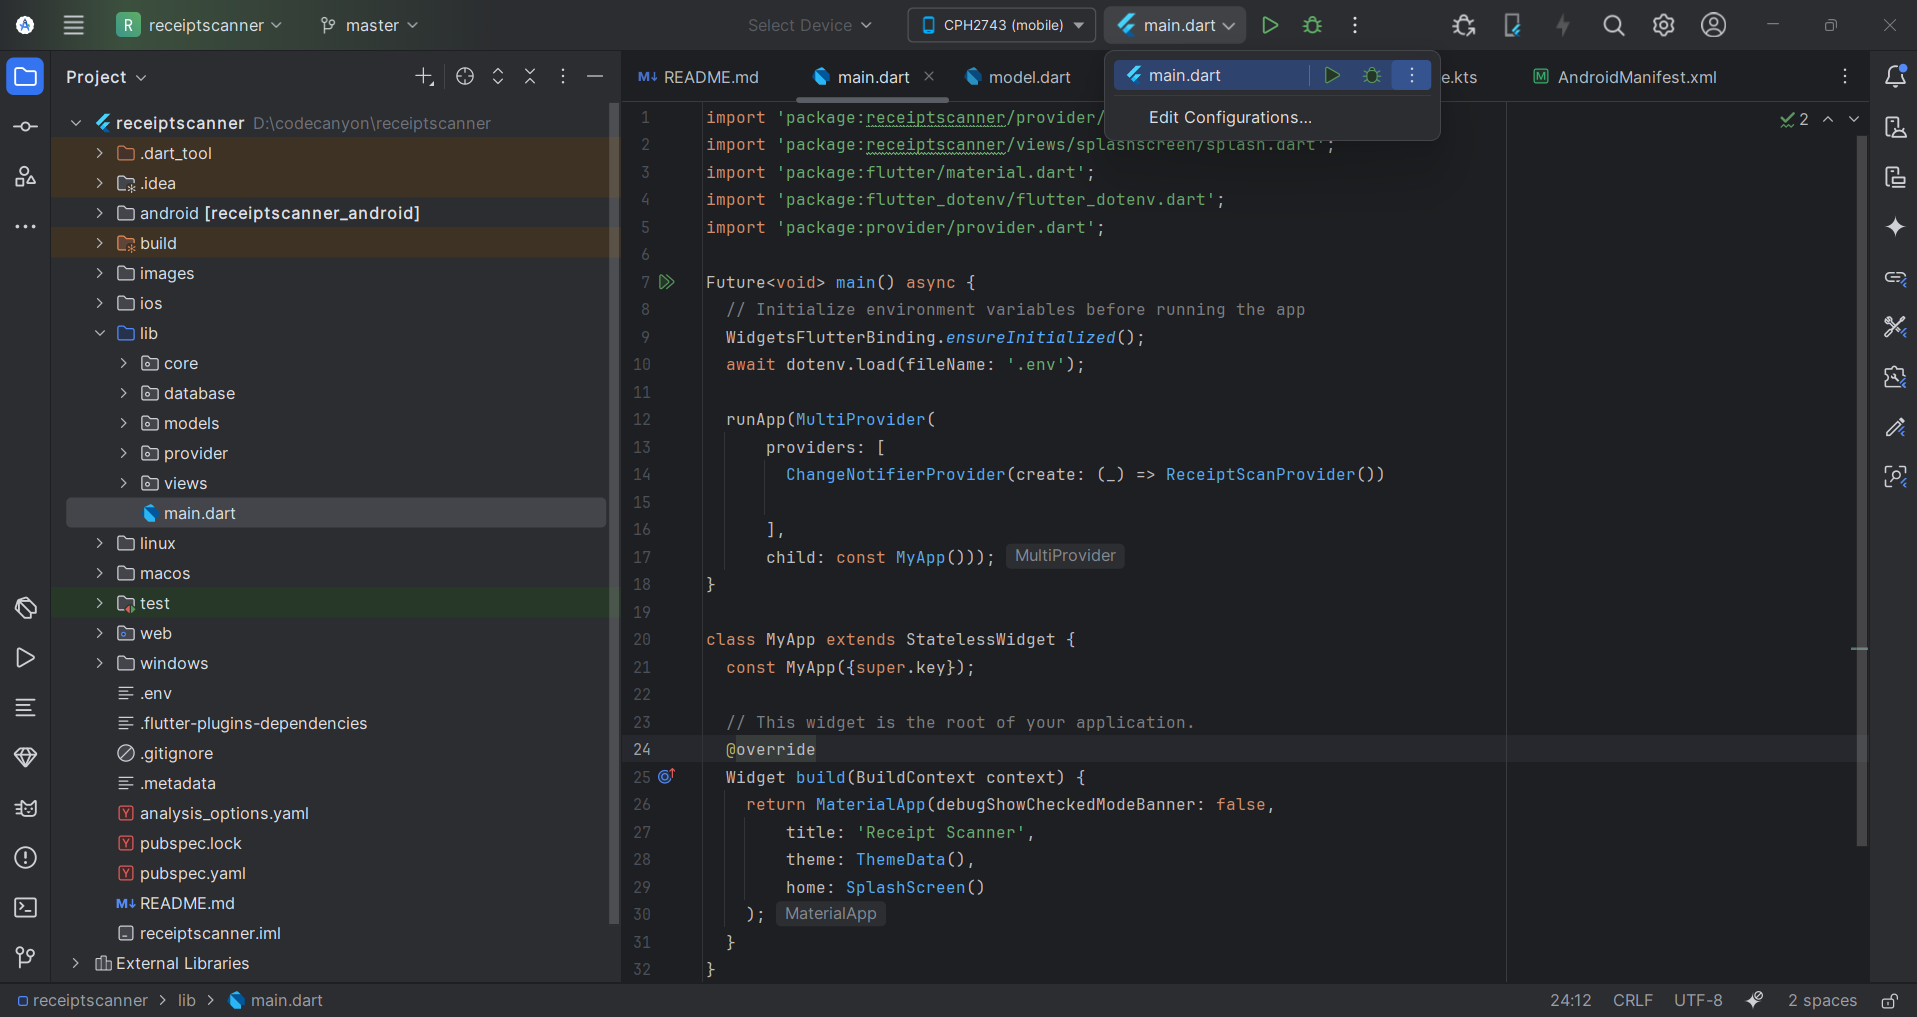 R receiptscanner
master
Select Device
CPH2743 (mobile)
main.dart
Project
README.md
main.dart
model.dart
e.kts
AndroidManifest.xml
main.dart
Edit Configurations...
receiptscanner D:\codecanyon\receiptscanner
.dart_tool
.idea
android [receiptscanner_android]
build
images
ios
lib
core
database
models
provider
views
main.dart
linux
macos
test
web
windows
.env
.flutter-plugins-dependencies
.gitignore
.metadata
analysis_options.yaml
pubspec.lock
pubspec.yaml
README.md
receiptscanner.iml
External Libraries
2
1 import 'package:receiptscanner/provider/
2 import 'package:receiptscanner/views/splashscreen/splash.dart';
3 import 'package:flutter/material.dart';
4 import 'package:flutter_dotenv/flutter_dotenv.dart';
5 import 'package:provider/provider.dart';
6
7 Future<void> main() async {
8 // Initialize environment variables before running the app
9 WidgetsFlutterBinding.ensureInitialized();
10 await dotenv.load(fileName: '.env');
11
12 runApp(MultiProvider(
13 providers: [
14 ChangeNotifierProvider(create: (_) => ReceiptScanProvider())
15
16 ],
17 child: const MyApp())); MultiProvider
18 }
19
20 class MyApp extends StatelessWidget {
21 const MyApp({super.key});
22
23 // This widget is the root of your application.
24 @override
25 Widget build(BuildContext context) {
26 return MaterialApp(debugShowCheckedModeBanner: false,
27 title: 'Receipt Scanner',
28 theme: ThemeData(),
29 home: SplashScreen()
30 ); MaterialApp
31 }
32 }
receiptscanner > lib > main.dart
24:12 CRLF UTF-8 2 spaces